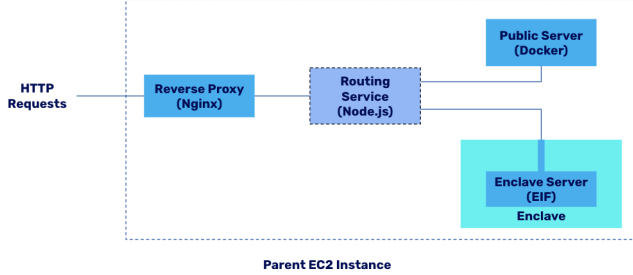 HTTP
Requests
Reverse Proxy
(Nginx)
Routing
Service
(Node.js)
Public Server
(Docker)
Enclave Server
(EIF)
Enclave
Parent EC2 Instance